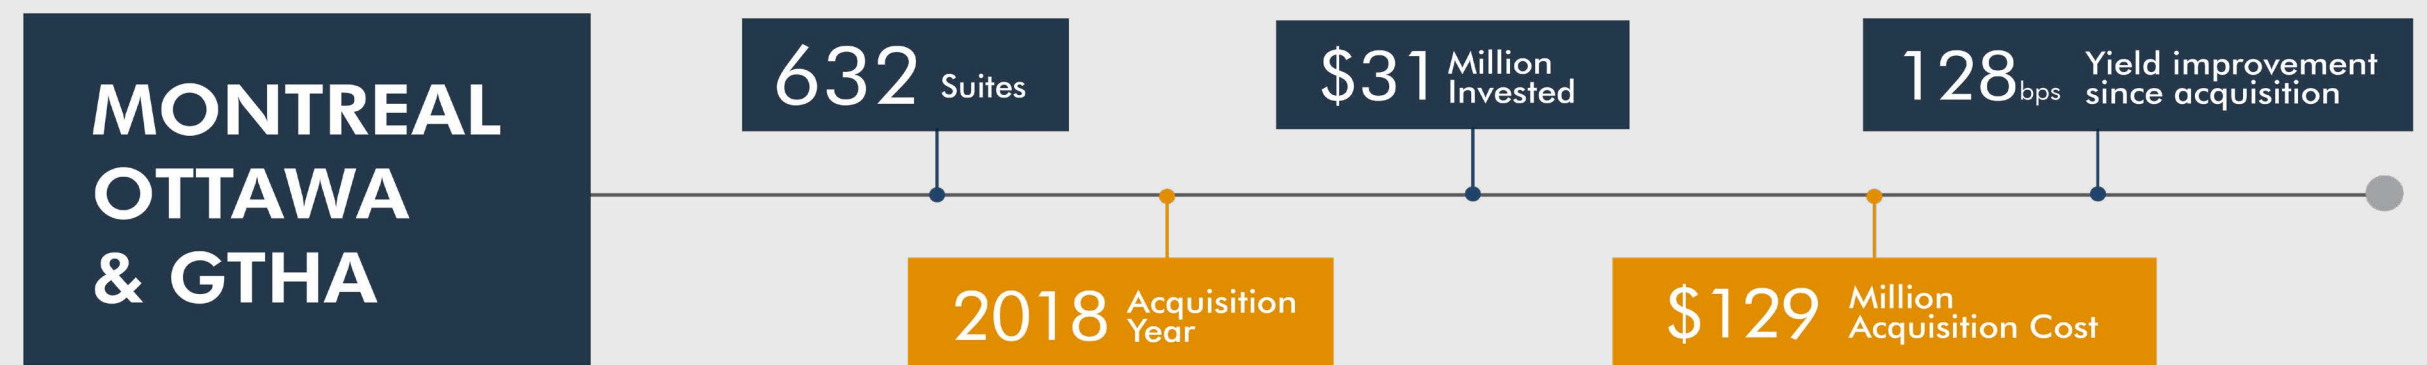 MONTREAL
OTTAWA
& GTHA
632 Suites
2018 Acquisition
Year
$31 Million
Invested
$129 Million
Acquisition Cost
128bps Yield improvement
since acquisition